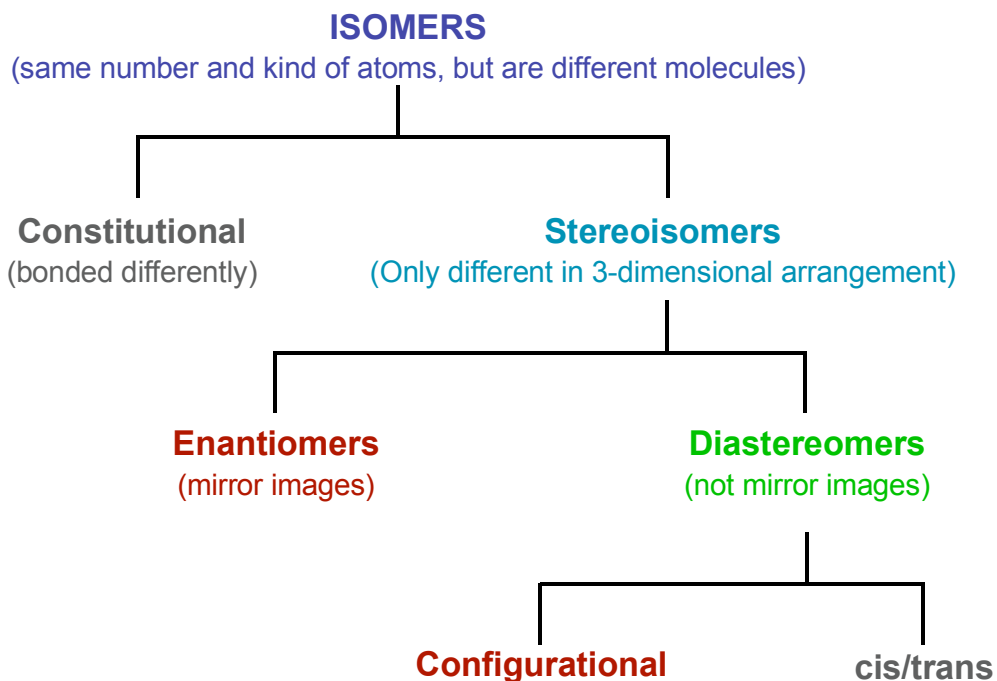 ISOMERS
(same number and kind of atoms, but are different molecules)
Constitutional
(bonded differently)
Stereoisomers
(Only different in 3-dimensional arrangement)
Enantiomers
(mirror images)
Diastereomers
(not mirror images)
Configurational
cis/trans